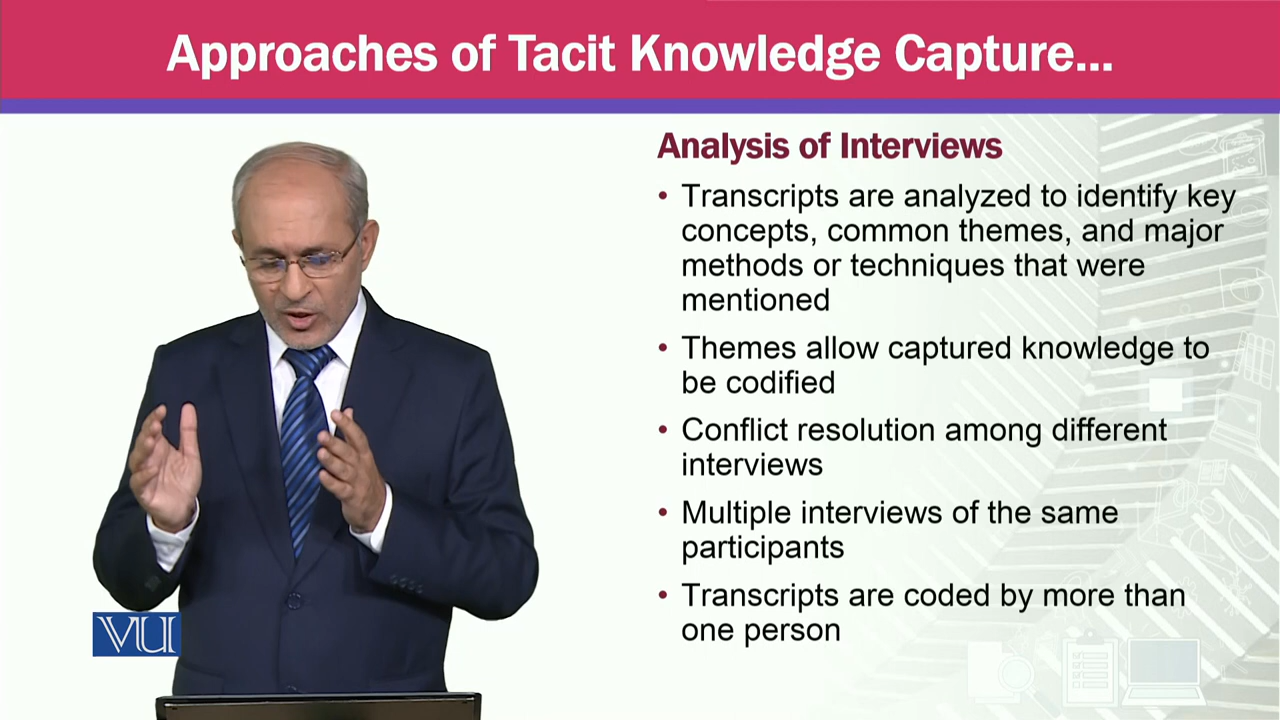 Approaches of Tacit Knowledge Capture...
Analysis of Interviews
• Transcripts are analyzed to identify key
concepts, common themes, and major
methods or techniques that were
mentioned
• Themes allow captured knowledge to
be codified
• Conflict resolution among different
interviews
• Multiple interviews of the same
participants
• Transcripts are coded by more than
one person
VU